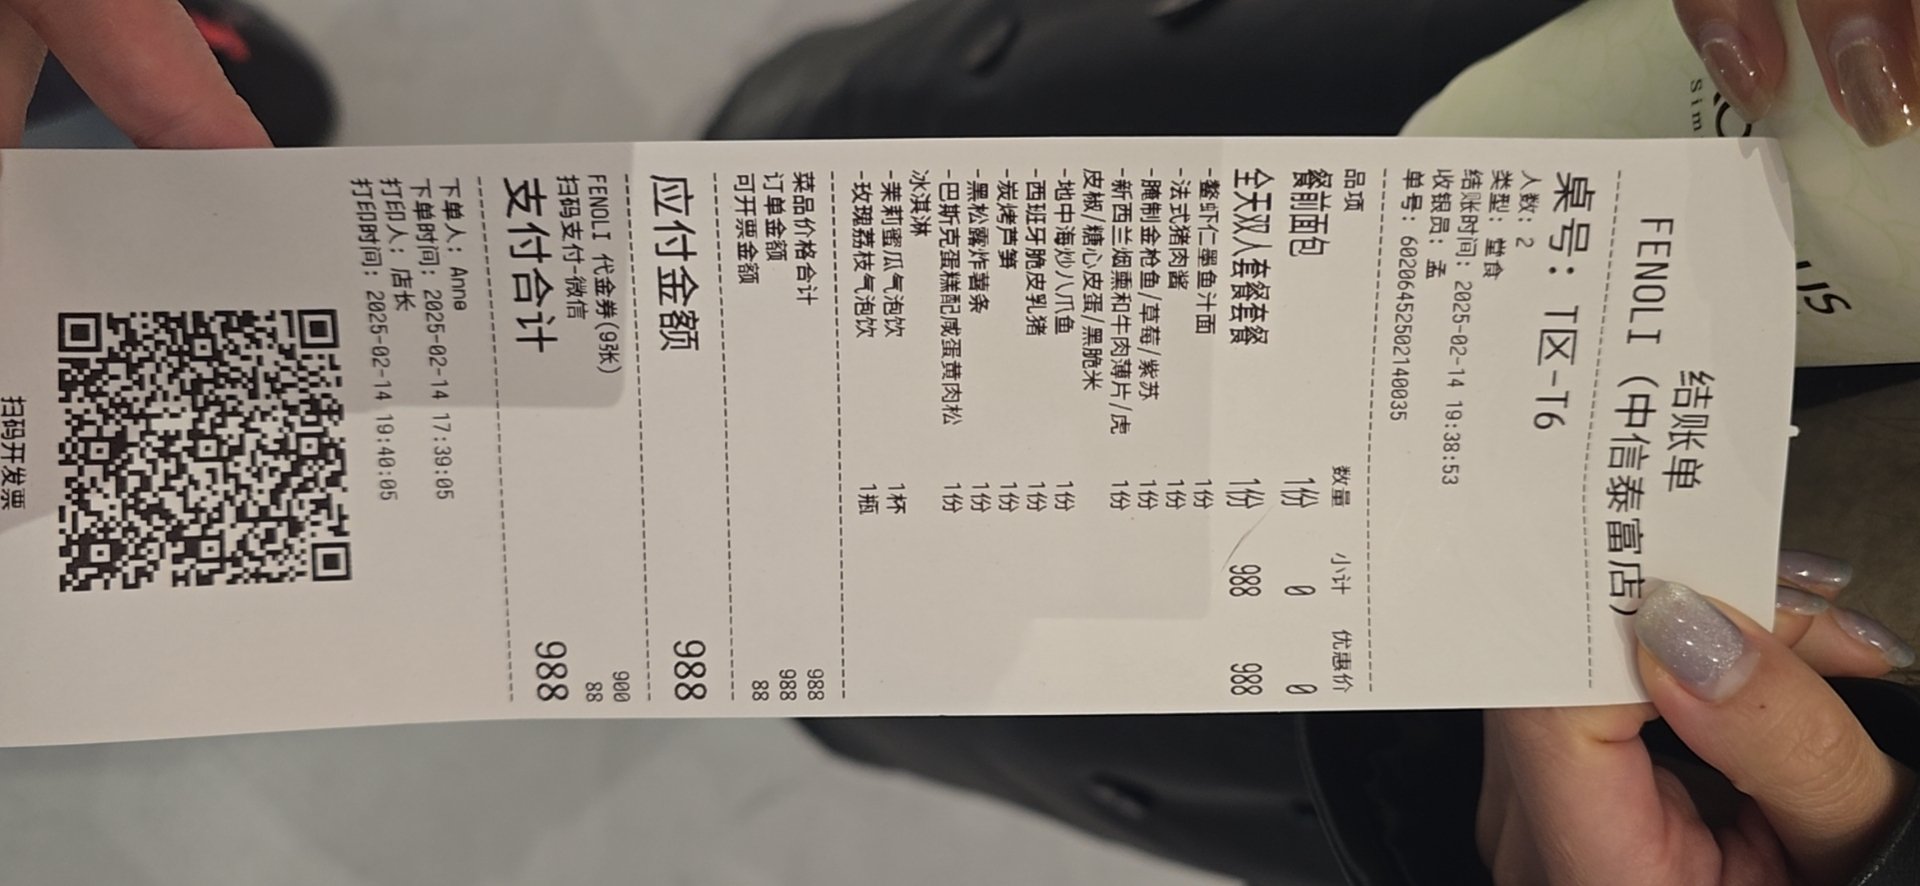 结账单
FENOLI (中信泰富店)
桌号: T区-T6
人数: 2
类型: 堂食
结账时间: 2025-02-14 19:38:53
收银员: 孟
单号: 6020645250214​0035
品项 数量 小计 优惠价
餐前面包 1份 0 0
全天双人套餐套餐 1份 988 988
-鳌虾仁墨鱼汁面 1份
-法式猪肉酱 1份
-腌制金枪鱼/草莓/紫苏 1份
-新西兰烟熏和牛肉薄片/虎 1份
皮椒/糖心皮蛋/黑脆米
-地中海炒八爪鱼 1份
-西班牙脆皮乳猪 1份
-炭烤芦笋 1份
-黑松露炸薯条 1份
-巴斯克蛋糕配咸蛋黄肉松 1份
冰淇淋
-茉莉蜜瓜气泡饮 1杯
-玫瑰荔枝气泡饮 1瓶
菜品价格合计 988
订单金额 988
可开票金额 88
应付金额 988
FENOLI 代金券(9张) 900
扫码支付-微信 88
支付合计 988
下单人: Anna
下单时间: 2025-02-14 17:39:05
打印人: 店长
打印时间: 2025-02-14 19:40:05
扫码开发票
Sim